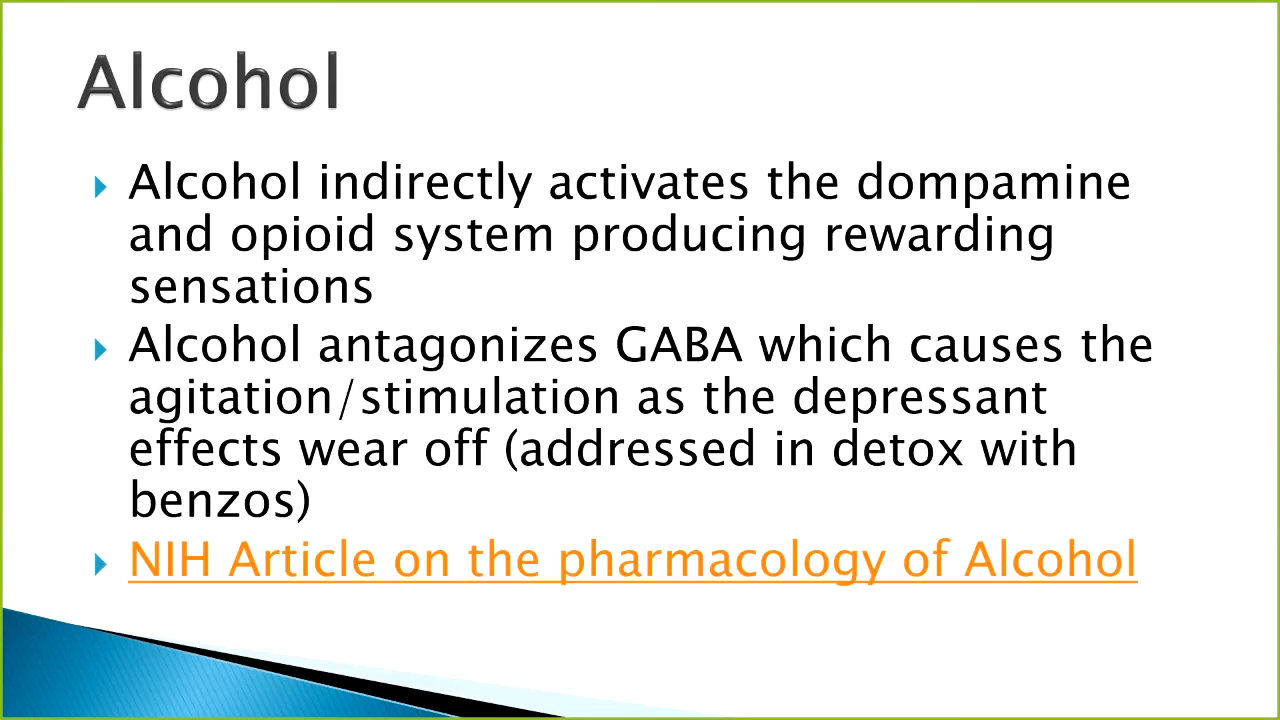 Alcohol
Alcohol indirectly activates the dompamine
and opioid system producing rewarding
sensations
Alcohol antagonizes GABA which causes the
agitation/stimulation as the depressant
effects wear off (addressed in detox with
benzos)
NIH Article on the pharmacology of Alcohol